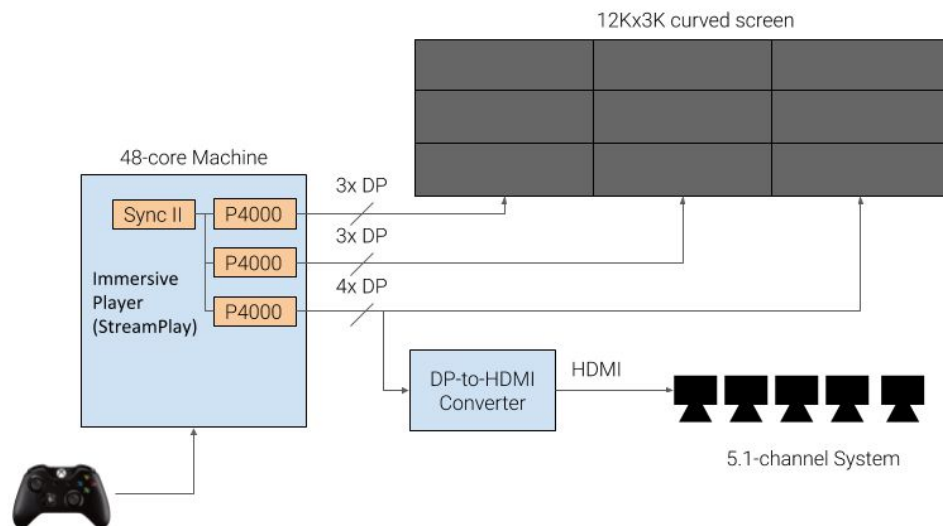 12Kx3K curved screen
48-core Machine
Sync II
P4000
P4000
P4000
Immersive
Player
(StreamPlay)
3x DP
3x DP
4x DP
DP-to-HDMI
Converter
HDMI
5.1-channel System